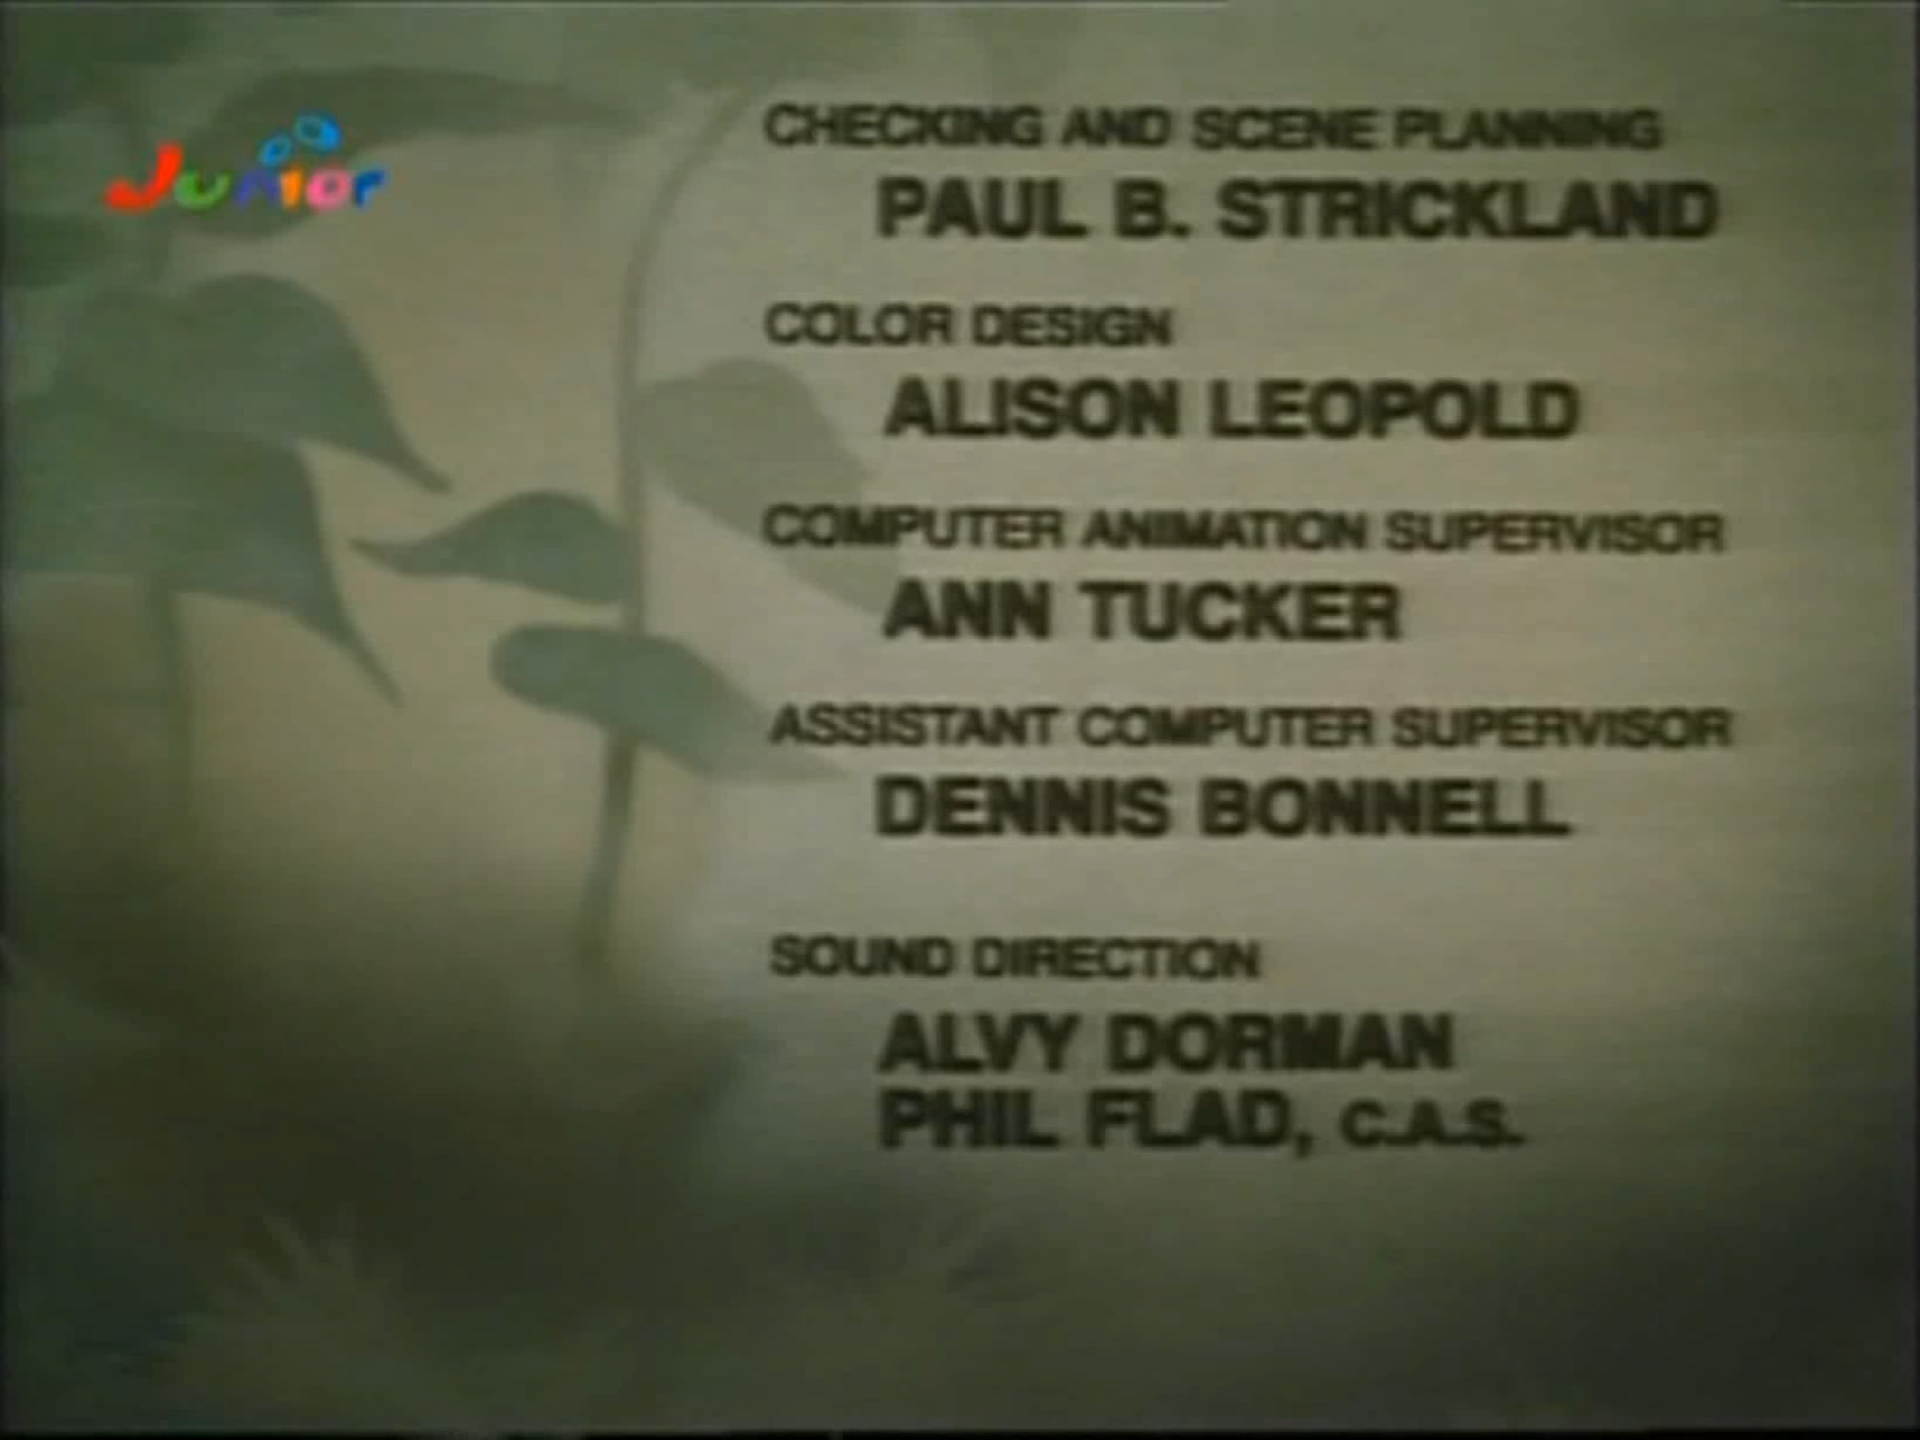 Junior
CHECKING AND SCENE PLANNING
PAUL B. STRICKLAND
COLOR DESIGN
ALISON LEOPOLD
COMPUTER ANIMATION SUPERVISOR
ANN TUCKER
ASSISTANT COMPUTER SUPERVISOR
DENNIS BONNELL
SOUND DIRECTION
ALVY DORMAN
PHIL FLAD, C.A.S.